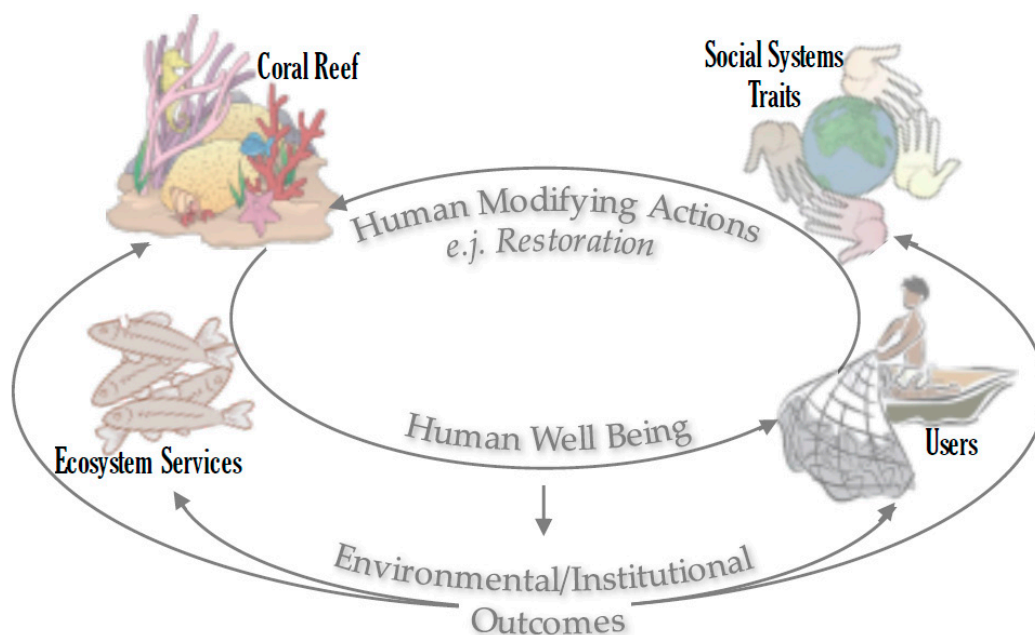 Coral Reef
Social Systems
Traits
Human Modifying Actions
e.j. Restoration
Human Well Being
Ecosystem Services
Users
Environmental/Institutional
Outcomes